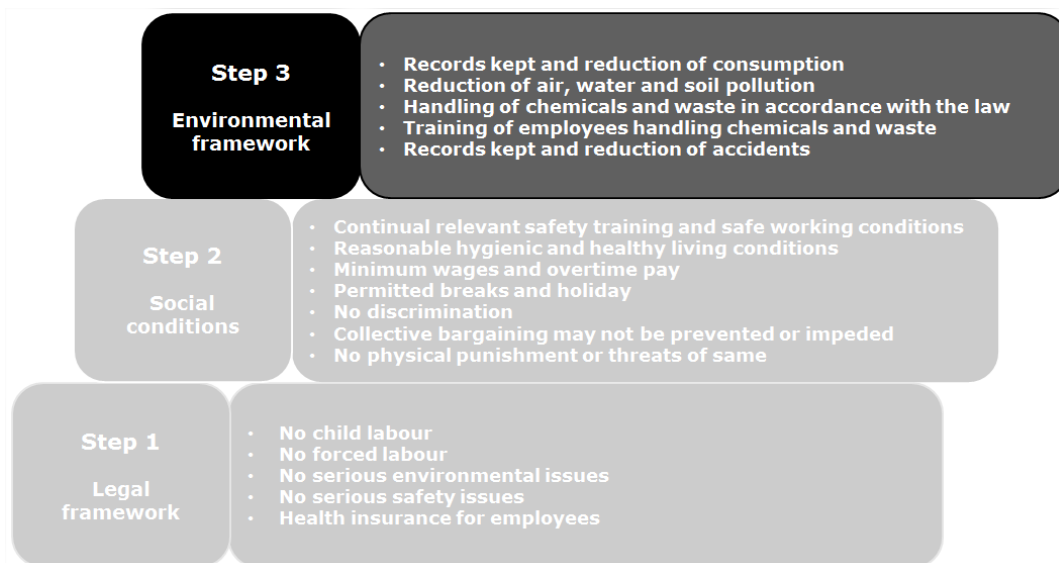 Step 3
Environmental
framework
• Records kept and reduction of consumption
• Reduction of air, water and soil pollution
• Handling of chemicals and waste in accordance with the law
• Training of employees handling chemicals and waste
• Records kept and reduction of accidents
Step 2
Social
conditions
• Continual relevant safety training and safe working conditions
• Reasonable hygienic and healthy living conditions
• Minimum wages and overtime pay
• Permitted breaks and holiday
• No discrimination
• Collective bargaining may not be prevented or impeded
• No physical punishment or threats of same
Step 1
Legal
framework
• No child labour
• No forced labour
• No serious environmental issues
• No serious safety issues
• Health insurance for employees